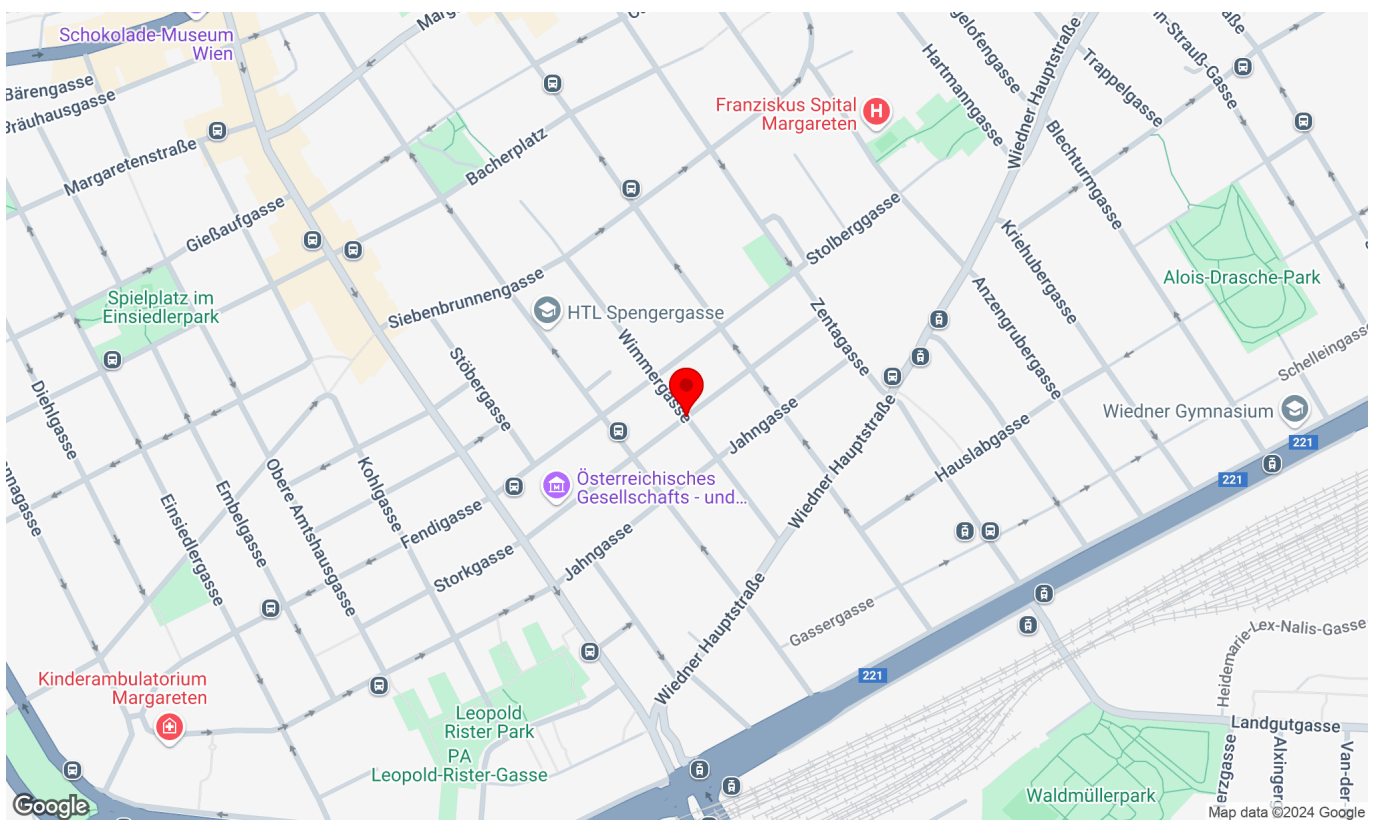 Schokolade-Museum
Wien
Bärengasse
Bräuhausgasse
Margaretenstraße
Gießaufgasse
Bacherplatz
Franziskus Spital
Margareten
Hartmanngasse
Wiedner Hauptstraße
Trappelgasse
Blechturmgasse
Stolberggasse
Kriehubergasse
Alois-Drasche-Park
Spielplatz im
Einsiedlerpark
Siebenbrunnengasse
HTL Spengergasse
Zentagasse
Anzengrubergasse
Schelleingasse
Wimmergasse
Stöbergasse
Diehlgasse
Jahngasse
Wiedner Hauptstraße
Wiedner Gymnasium
Hauslabgasse
221
221
Österreichisches
Gesellschafts - und...
Kohlgasse
Obere Amtshausgasse
Embelgasse
Einsiedlergasse
Fendigasse
Storkgasse
Jahngasse
Gassergasse
Wiedner Hauptstraße
221
Lex-Nalis-Gasse
Heidemarie
Kinderambulatorium
Margareten
Leopold
Rister Park
PA
Leopold-Rister-Gasse
Landgutgasse
Waldmüllerpark
Google
Map data ©2024 Google